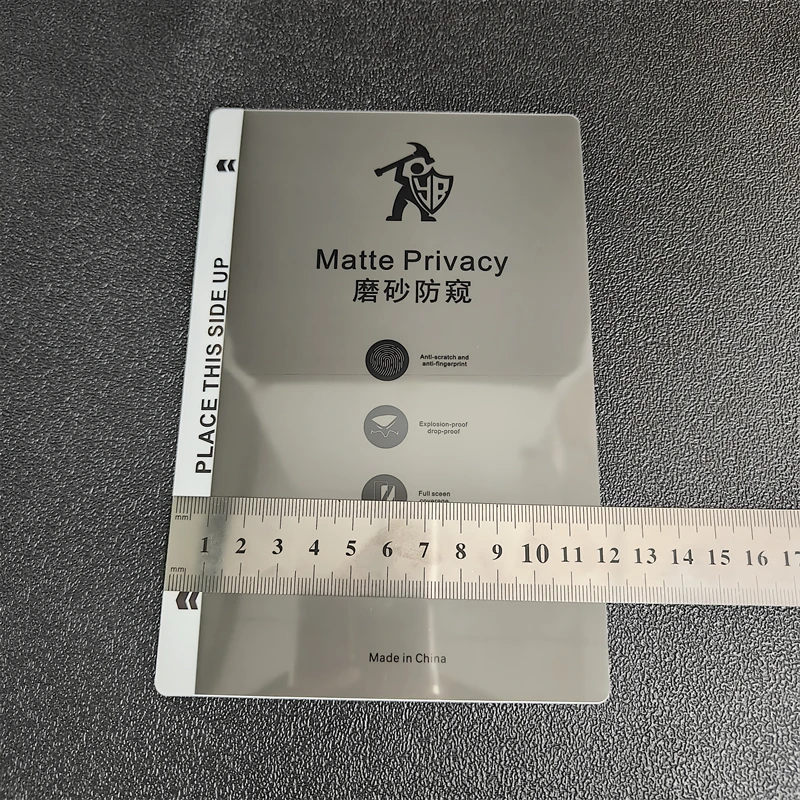 YB
Matte Privacy
磨砂防窥
PLACE THIS SIDE UP
Anti-scratch and
anti-fingerprint
Explosion-proof
drop-proof
Full sceen
coverage
mm
1 2 3 4 5 6 7 8 9 10 11 12 13 14 15 16 17
mm
Made in China